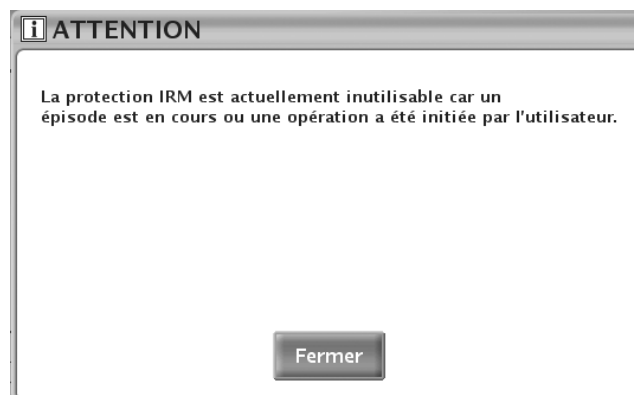 i ATTENTION
La protection IRM est actuellement inutilisable car un
épisode est en cours ou une opération a été initiée par l'utilisateur.
Fermer